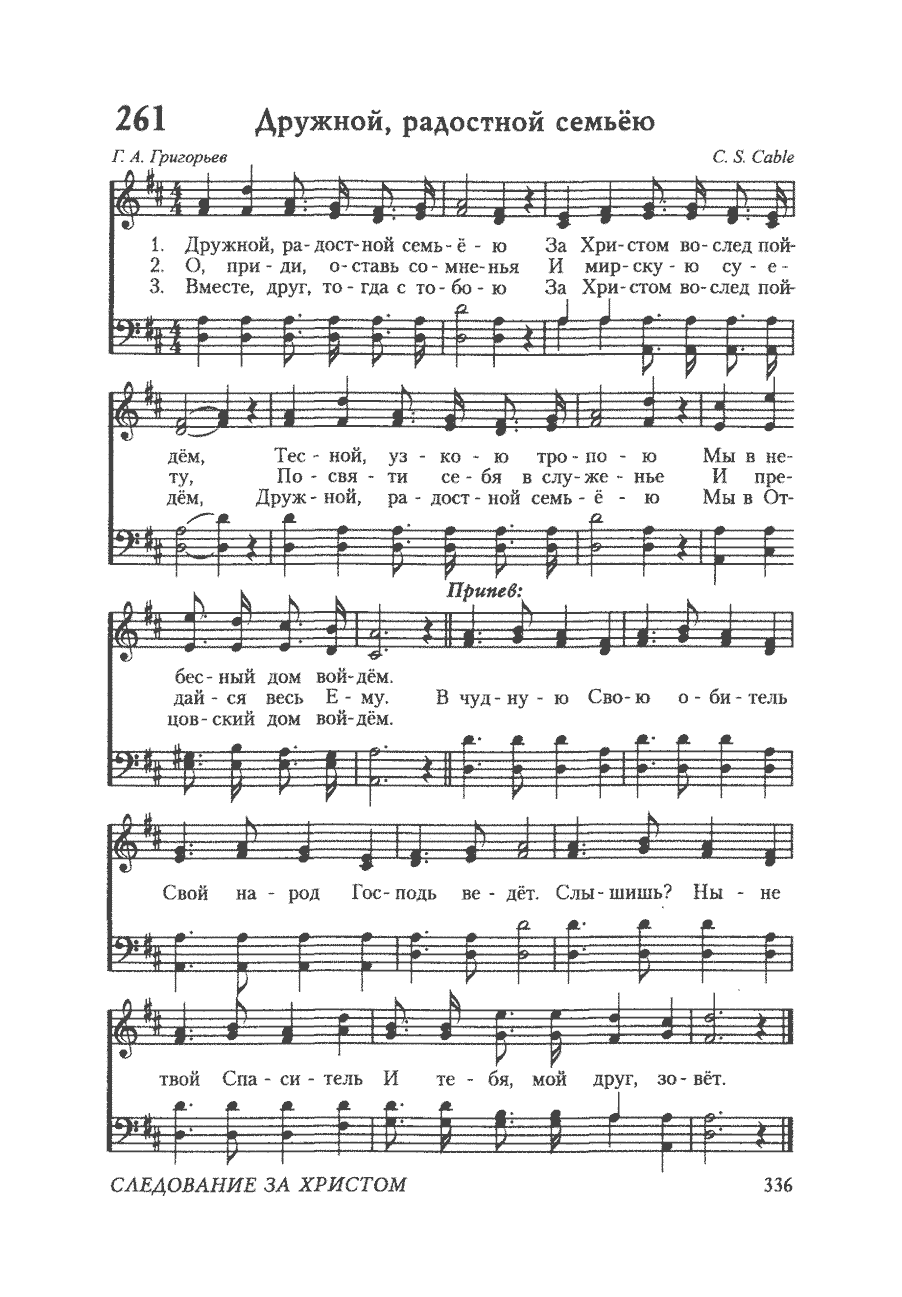 261 Дружной, радостной семьёю
Г. А. Григорьев C. S. Cable
1. Дружной, ра-дост-ной семь-ё - ю За Хри-стом во-след пой-
2. О, при - ди, о-ставь со-мне-нья И мир-ску - ю су - е -
3. Вместе, друг, то-гда с то-бо-ю За Хри-стом во-след пой-
дём, Тес - ной, уз - ко - ю тро - по - ю Мы в не-
ту, По - свя - ти се - бя в слу-же - нье И пре-
дём, Друж - ной, ра - дост - ной семь - ё - ю Мы в От-
Припев:
бес - ный дом вой-дём.
дай - ся весь Е - му. В чуд-ну - ю Сво-ю о - би - тель
цов - ский дом вой-дём.
Свой на - род Гос-подь ве - дёт. Слы-шишь? Ны - не
твой Спа - си - тель И те - бя, мой друг, зо-вёт.
СЛЕДОВАНИЕ ЗА ХРИСТОМ 336